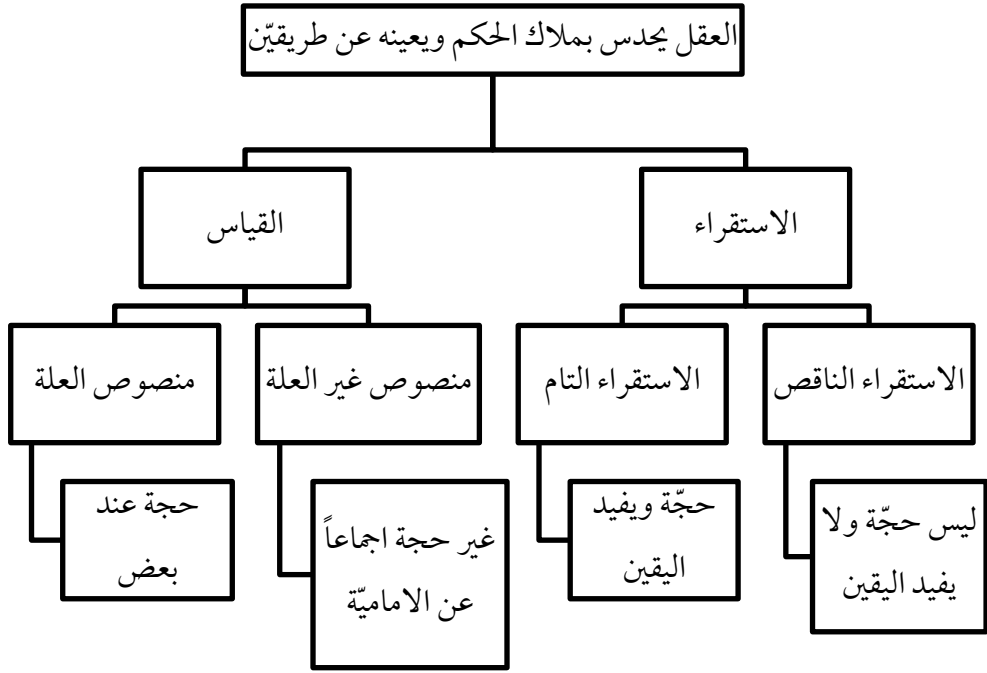 العقل يحدس بملاك الحكم ويعينه عن طريقيّن
الاستقراء
القياس
الاستقراء الناقص
الاستقراء التام
منصوص غير العلة
منصوص العلة
ليس حجّة ولا
يفيد اليقين
حجّة ويفيد
اليقين
غير حجة اجماعاً
عن الاماميّة
حجة عند
بعض